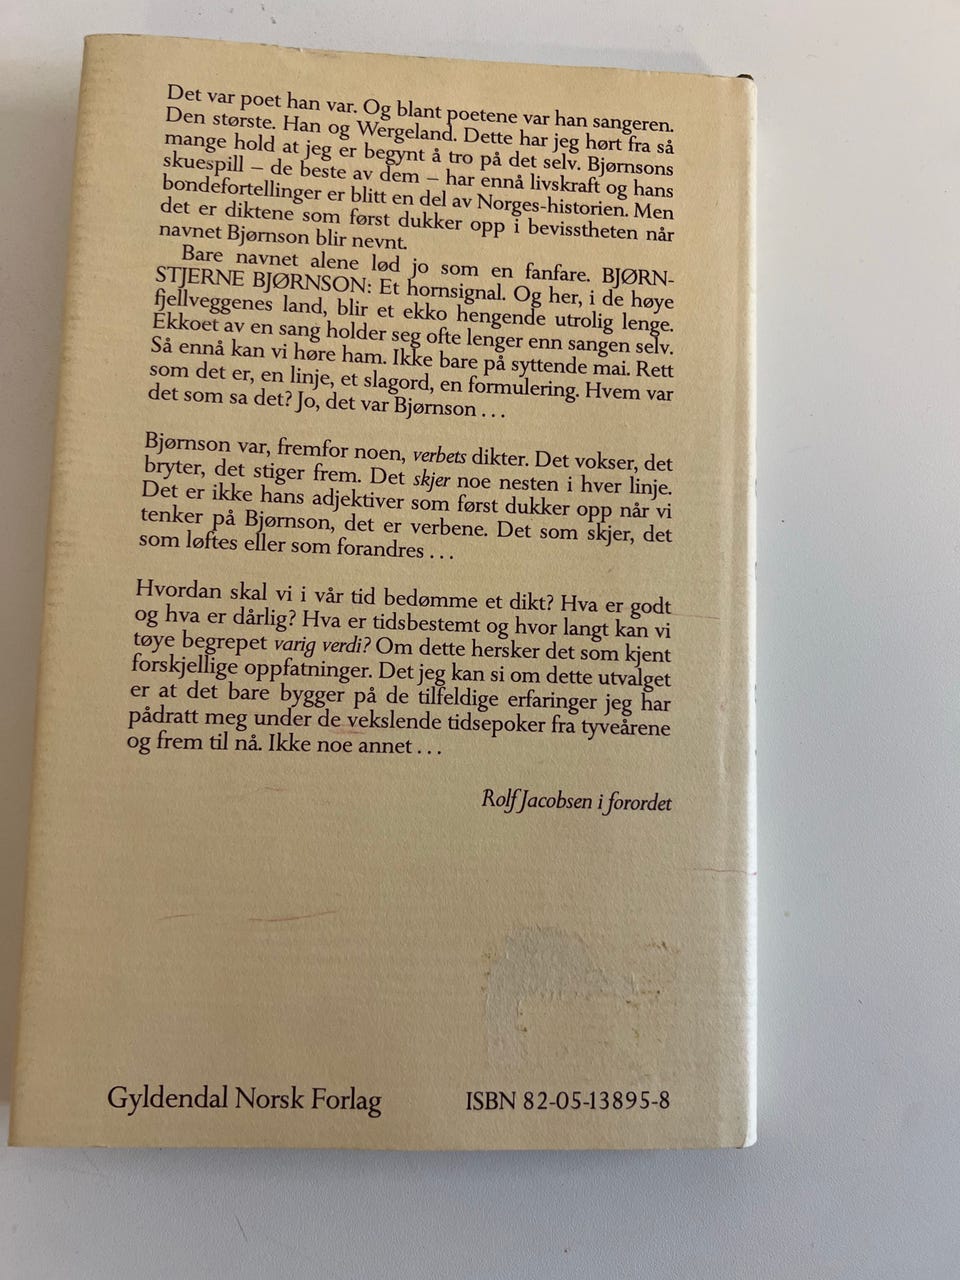 Det var poet han var. Og blant poetene var han sangeren.
Den største. Han og Wergeland. Dette har jeg hørt fra så
mange hold at jeg er begynt å tro på det selv. Bjørnsons
skuespill – de beste av dem – har ennå livskraft og hans
bondefortellinger er blitt en del av Norges-historien. Men
det er diktene som først dukker opp i bevisstheten når
navnet Bjørnson blir nevnt.
Bare navnet alene lød jo som en fanfare. BJØRN-
STJERNE BJØRNSON: Et hornsignal. Og her, i de høye
fjellveggenes land, blir et ekko hengende utrolig lenge.
Ekkoet av en sang holder seg ofte lenger enn sangen selv.
Så ennå kan vi høre ham. Ikke bare på syttende mai. Rett
som det er, en linje, et slagord, en formulering. Hvem var
det som sa det? Jo, det var Bjørnson . . .
Bjørnson var, fremfor noen, verbets dikter. Det vokser, det
bryter, det stiger frem. Det skjer noe nesten i hver linje.
Det er ikke hans adjektiver som først dukker opp når vi
tenker på Bjørnson, det er verbene. Det som skjer, det
som løftes eller som forandres . . .
Hvordan skal vi i vår tid bedømme et dikt? Hva er godt
og hva er dårlig? Hva er tidsbestemt og hvor langt kan vi
tøye begrepet varig verdi? Om dette hersker det som kjent
forskjellige oppfatninger. Det jeg kan si om dette utvalget
er at det bare bygger på de tilfeldige erfaringer jeg har
pådratt meg under de vekslende tidsepoker fra tyveårene
og frem til nå. Ikke noe annet . . .
Rolf Jacobsen i forordet
Gyldendal Norsk Forlag
ISBN 82-05-13895-8